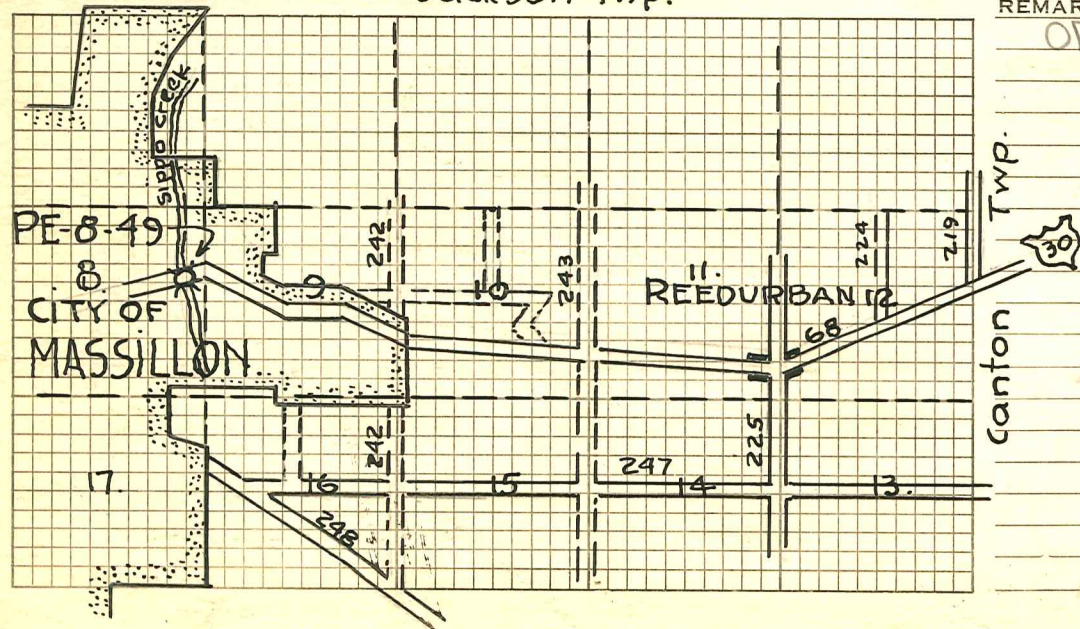 REMAR
Sippo Creek
Twp.
PE-8-49
242
243
224
219
30
8
9
10
11.
REEDURBAN 12
CITY OF
68
MASSILLON
Canton
242
225
247
17.
16
15
14
13.
248